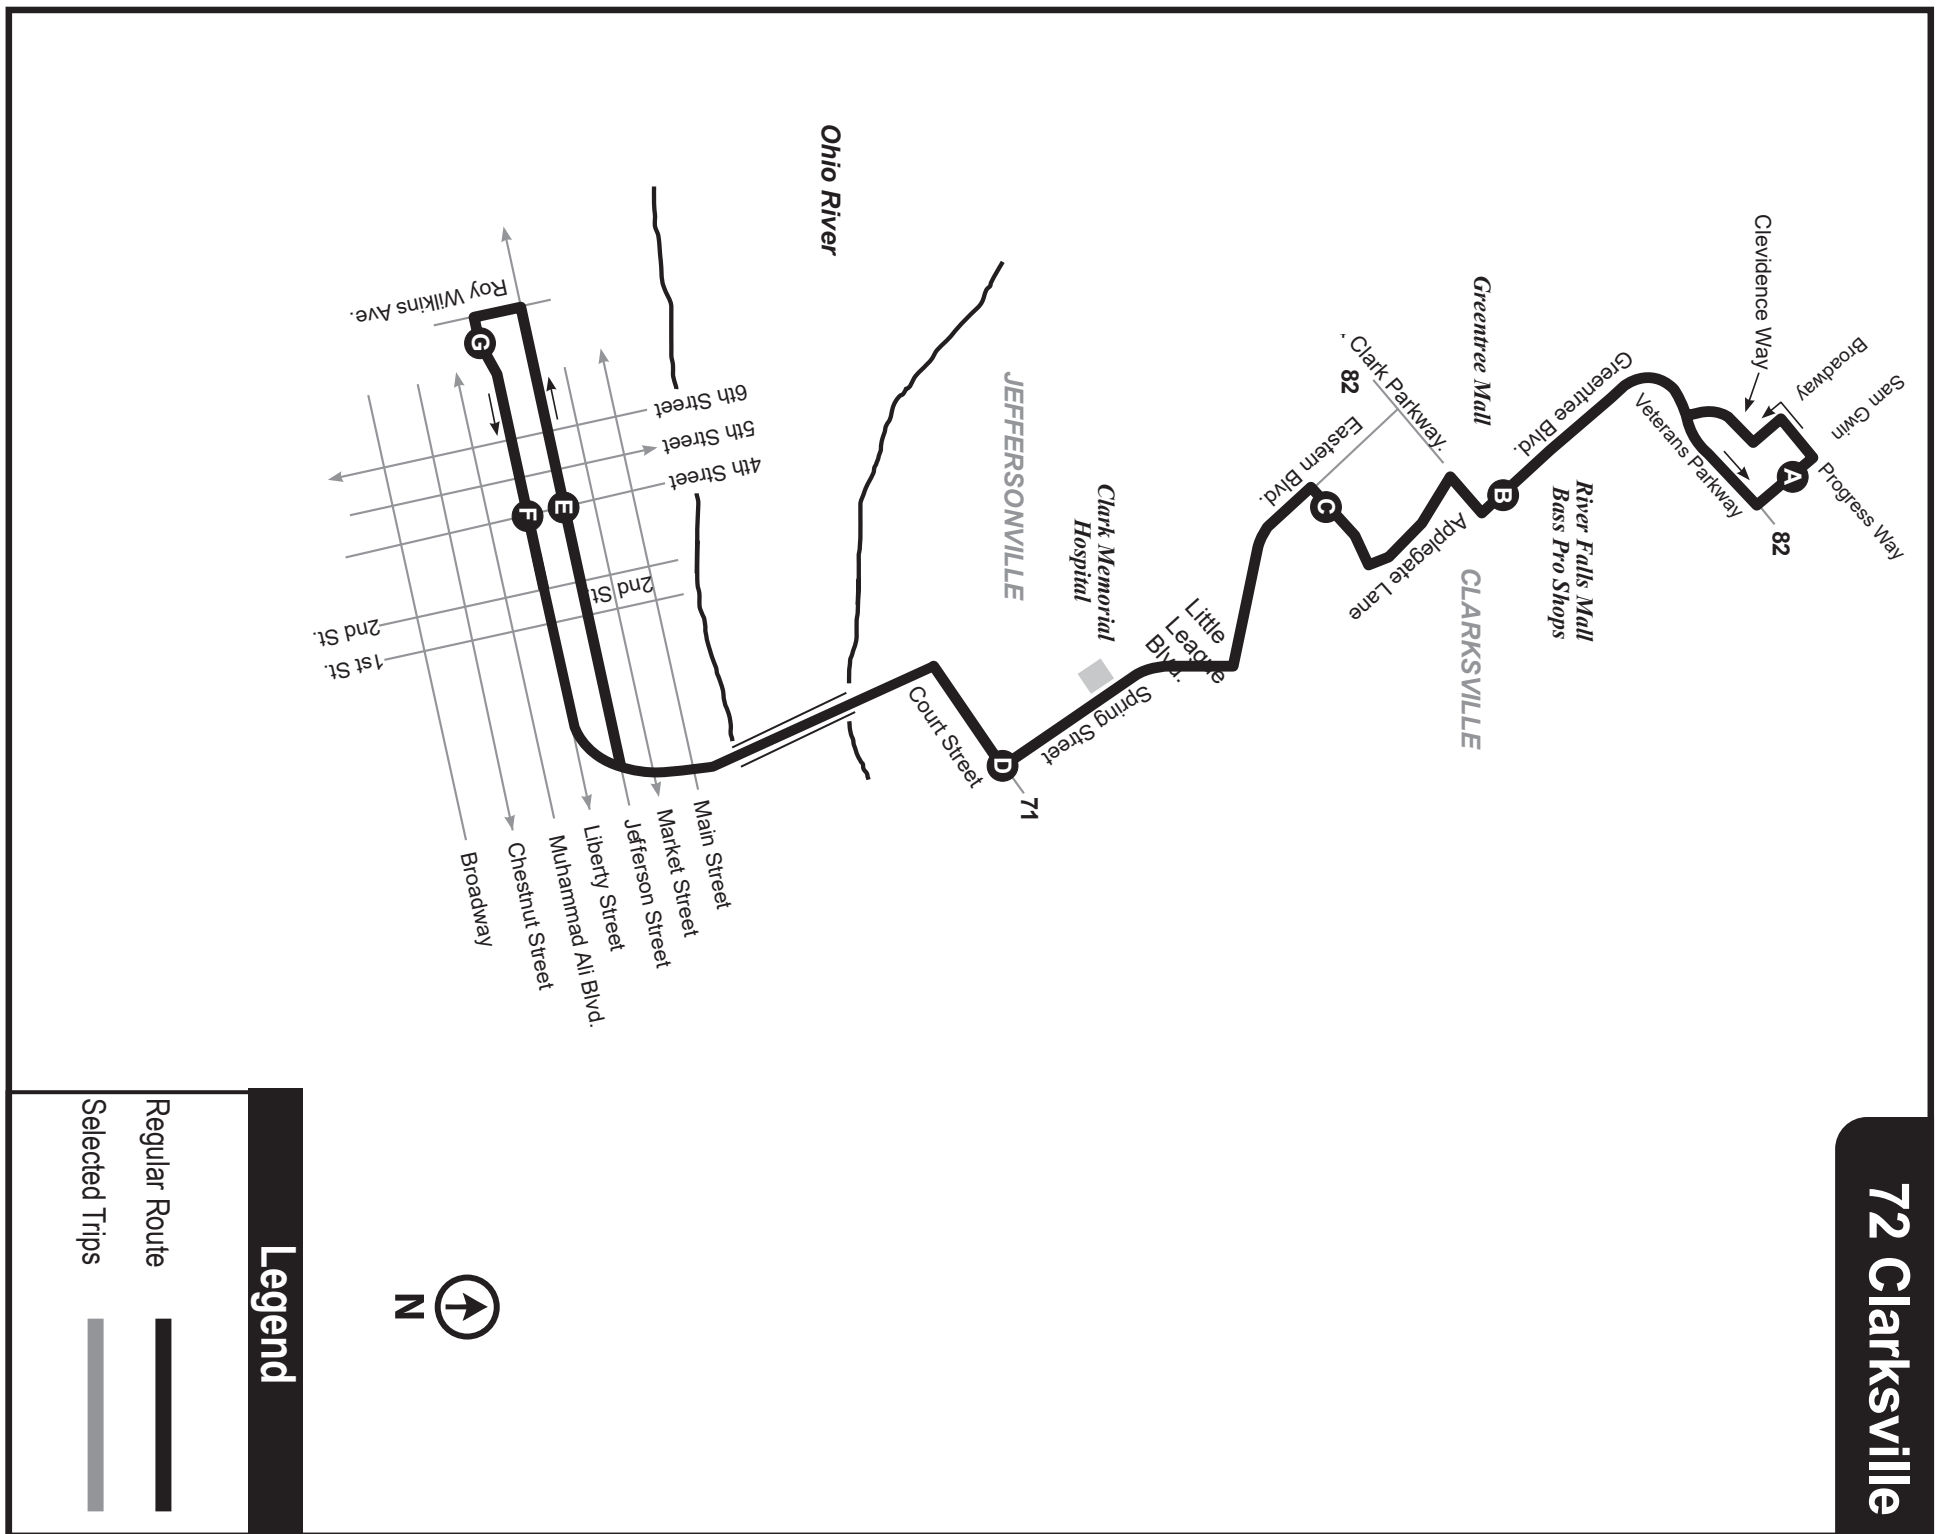 72 Clarksville
Sam Gwin
Broadway
Progress Way
A
Clevidence Way
82
Veterans Parkway
Greentree Blvd.
River Falls Mall
Bass Pro Shops
B
Greentree Mall
CLARKSVILLE
Applegate Lane
Clark Parkway.
82
Eastern Blvd.
C
Little
League
Blvd.
Spring Street
Clark Memorial
Hospital
D
71
JEFFERSONVILLE
Court Street
Ohio River
6th Street
5th Street
4th Street
2nd St.
Roy Wilkins Ave.
G
E
F
2nd St.
1st St.
Main Street
Market Street
Jefferson Street
Liberty Street
Muhammad Ali Blvd.
Chestnut Street
Broadway
N
Legend
Regular Route
Selected Trips